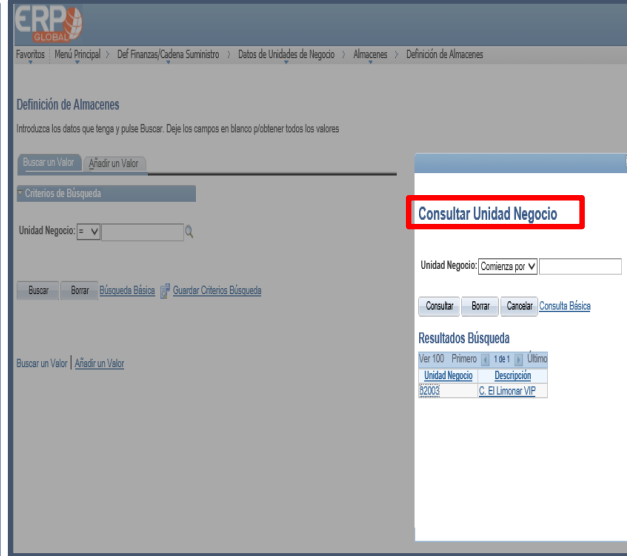 ERP
GLOBAL
Favoritos Menú Principal > Def Finanzas/Cadena Suministro > Datos de Unidades de Negocio > Almacenes > Definición de Almacenes
Definición de Almacenes
Introduzca los datos que tenga y pulse Buscar. Deje los campos en blanco p/obtener todos los valores
Buscar un Valor Añadir un Valor
Criterios de Búsqueda
Unidad Negocio: =
Buscar Borrar Búsqueda Básica Guardar Criterios Búsqueda
Buscar un Valor | Añadir un Valor
Consultar Unidad Negocio
Unidad Negocio: Comienza por
Consultar Borrar Cancelar Consulta Básica
Resultados Búsqueda
Ver 100 Primero 1 de 1 Último
Unidad Negocio Descripción
82003 C. El Limonar VIP